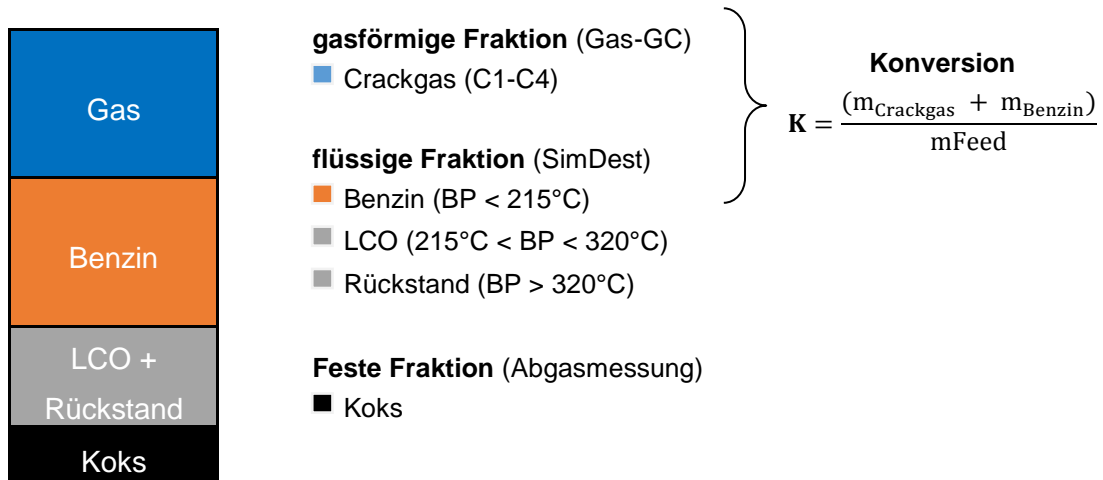 Gas
Benzin
LCO +
Rückstand
Koks
gasförmige Fraktion (Gas-GC)
Crackgas (C1-C4)
flüssige Fraktion (SimDest)
Benzin (BP < 215°C)
LCO (215°C < BP < 320°C)
Rückstand (BP > 320°C)
Feste Fraktion (Abgasmessung)
Koks
Konversion
K = (mCrackgas + mBenzin)
mFeed